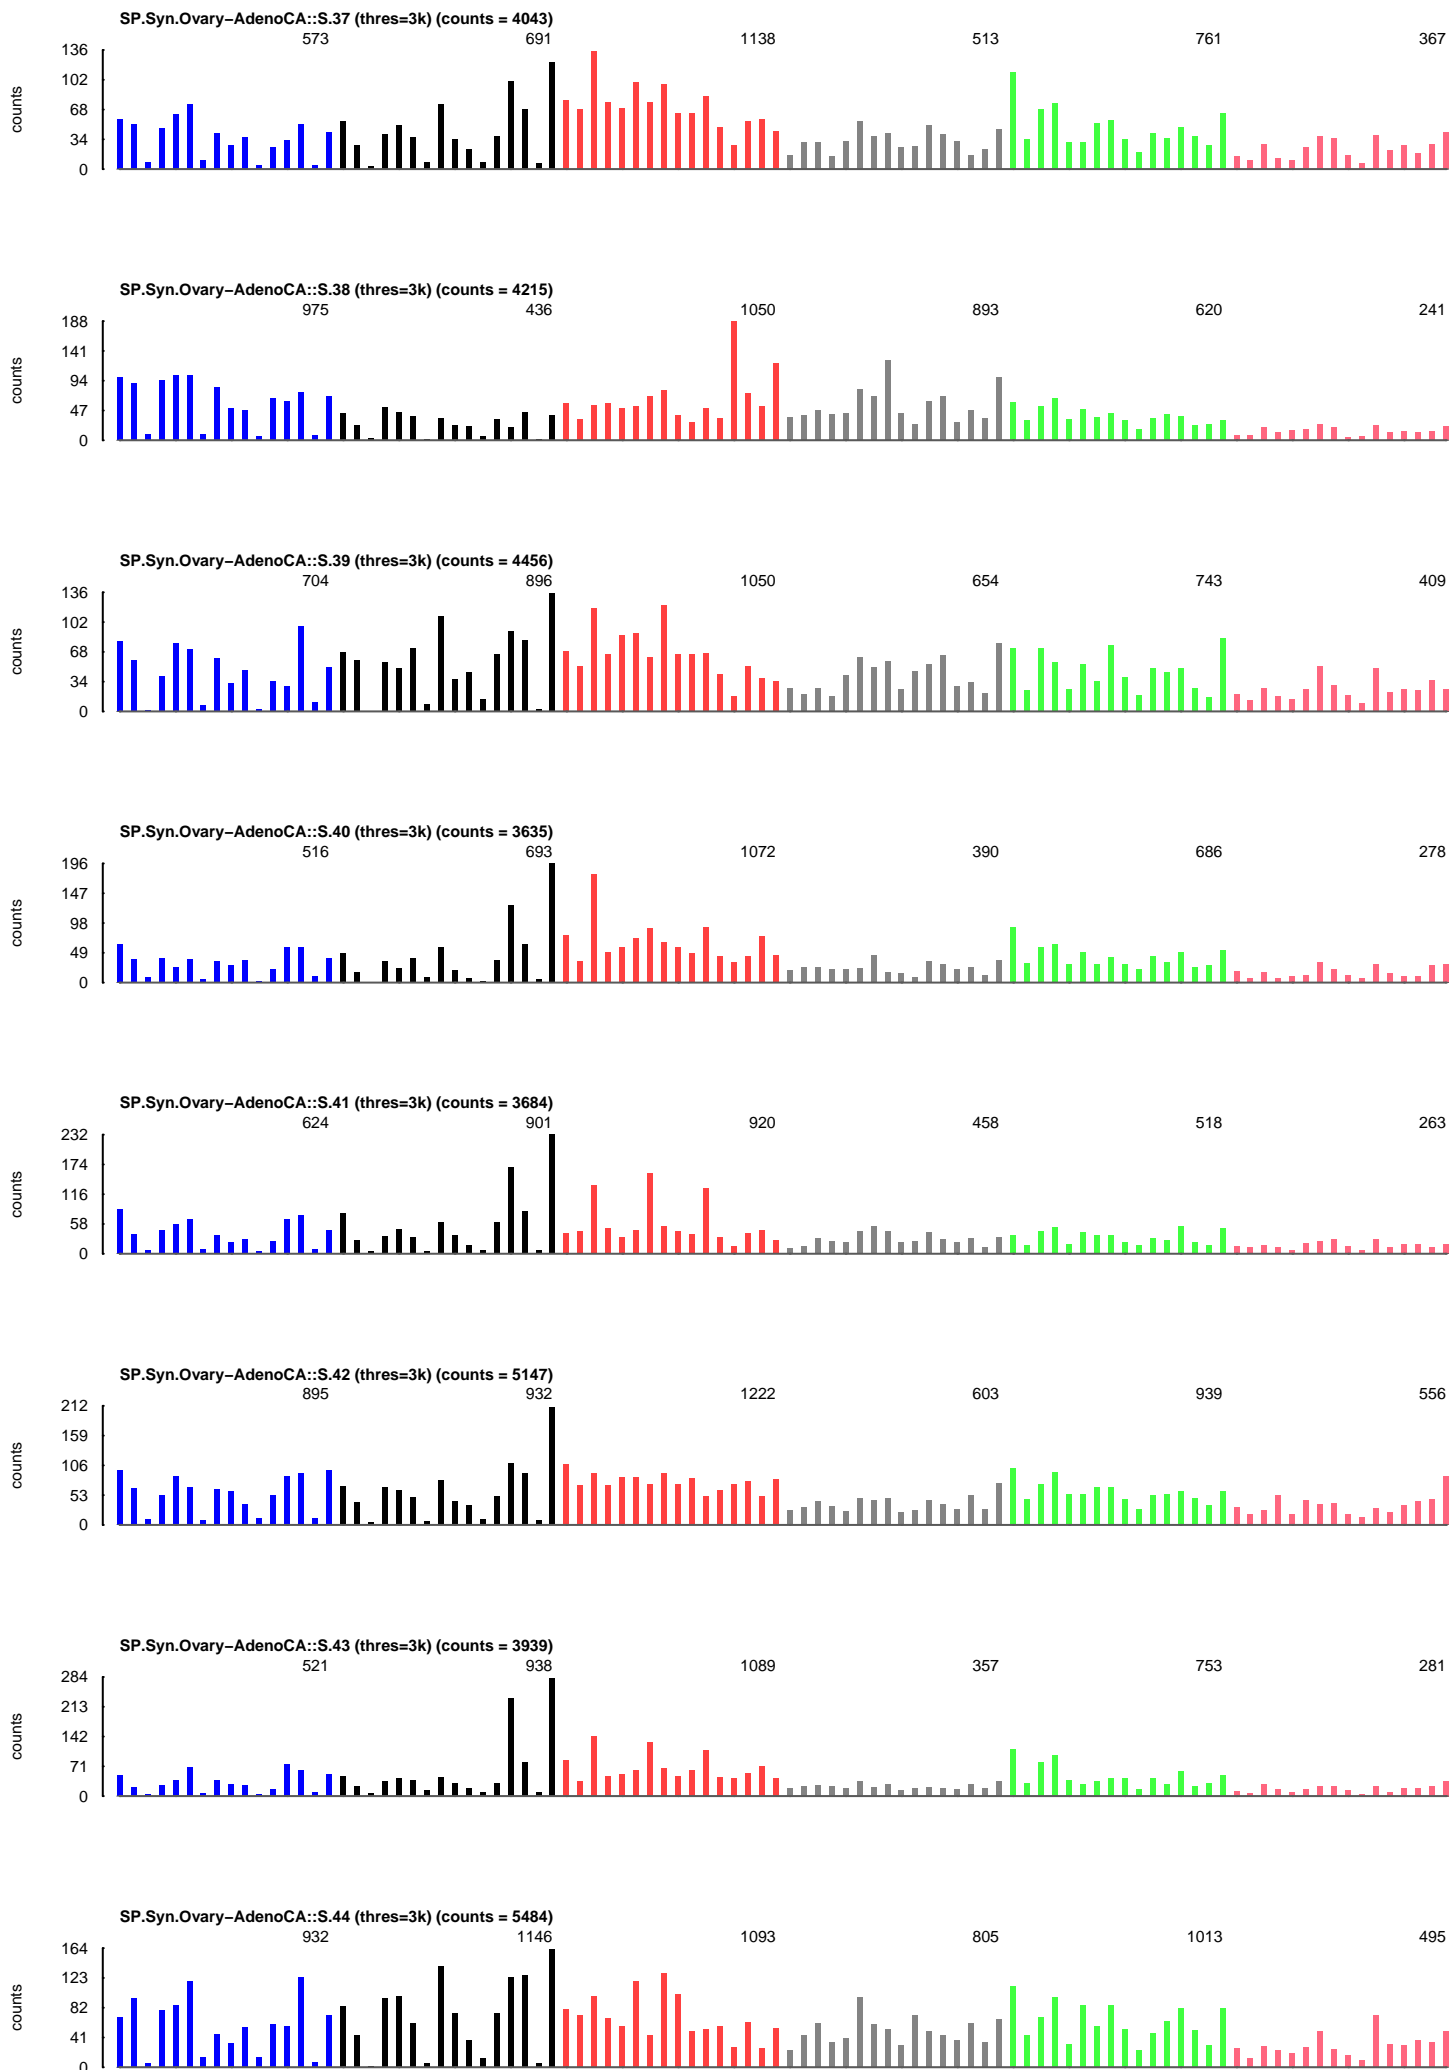 SP.Syn.Ovary−AdenoCA::S.37 (thres=3k) (counts = 4043)
573 691 1138 513 761 367
136
102
68
34
0
counts
SP.Syn.Ovary−AdenoCA::S.38 (thres=3k) (counts = 4215)
975 436 1050 893 620 241
188
141
94
47
0
counts
SP.Syn.Ovary−AdenoCA::S.39 (thres=3k) (counts = 4456)
704 896 1050 654 743 409
136
102
68
34
0
counts
SP.Syn.Ovary−AdenoCA::S.40 (thres=3k) (counts = 3635)
516 693 1072 390 686 278
196
147
98
49
0
counts
SP.Syn.Ovary−AdenoCA::S.41 (thres=3k) (counts = 3684)
624 901 920 458 518 263
232
174
116
58
0
counts
SP.Syn.Ovary−AdenoCA::S.42 (thres=3k) (counts = 5147)
895 932 1222 603 939 556
212
159
106
53
0
counts
SP.Syn.Ovary−AdenoCA::S.43 (thres=3k) (counts = 3939)
521 938 1089 357 753 281
284
213
142
71
0
counts
SP.Syn.Ovary−AdenoCA::S.44 (thres=3k) (counts = 5484)
932 1146 1093 805 1013 495
164
123
82
41
0
counts